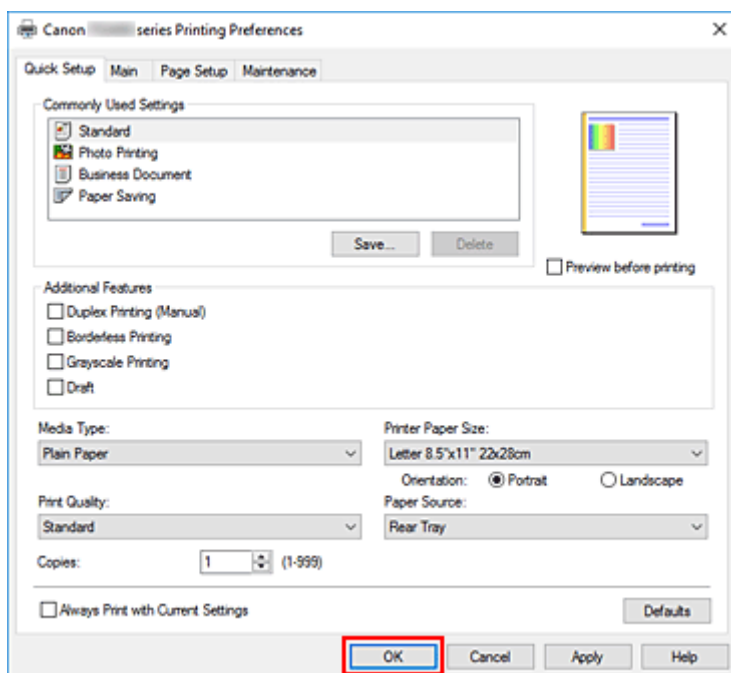 Canon series Printing Preferences
Quick Setup Main Page Setup Maintenance
Commonly Used Settings
Standard
Photo Printing
Business Document
Paper Saving
Save... Delete
Preview before printing
Additional Features
Duplex Printing (Manual)
Borderless Printing
Grayscale Printing
Draft
Media Type: Printer Paper Size:
Plain Paper Letter 8.5"x11" 22x28cm
Orientation: Portrait Landscape
Print Quality: Paper Source:
Standard Rear Tray
Copies: 1 (1-999)
Always Print with Current Settings Defaults
OK Cancel Apply Help